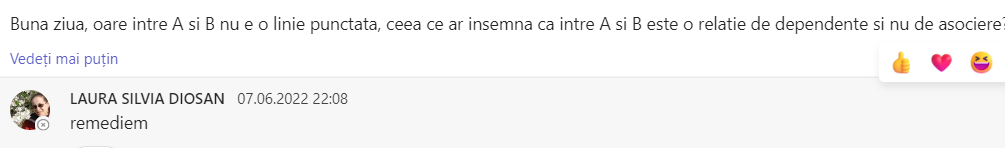 Buna ziua, oare intre A si B nu e o linie punctata, ceea ce ar insemna ca intre A si B este o relatie de dependente si nu de asociere?
Vedeți mai puțin
LAURA SILVIA DIOSAN 07.06.2022 22:08
remediem